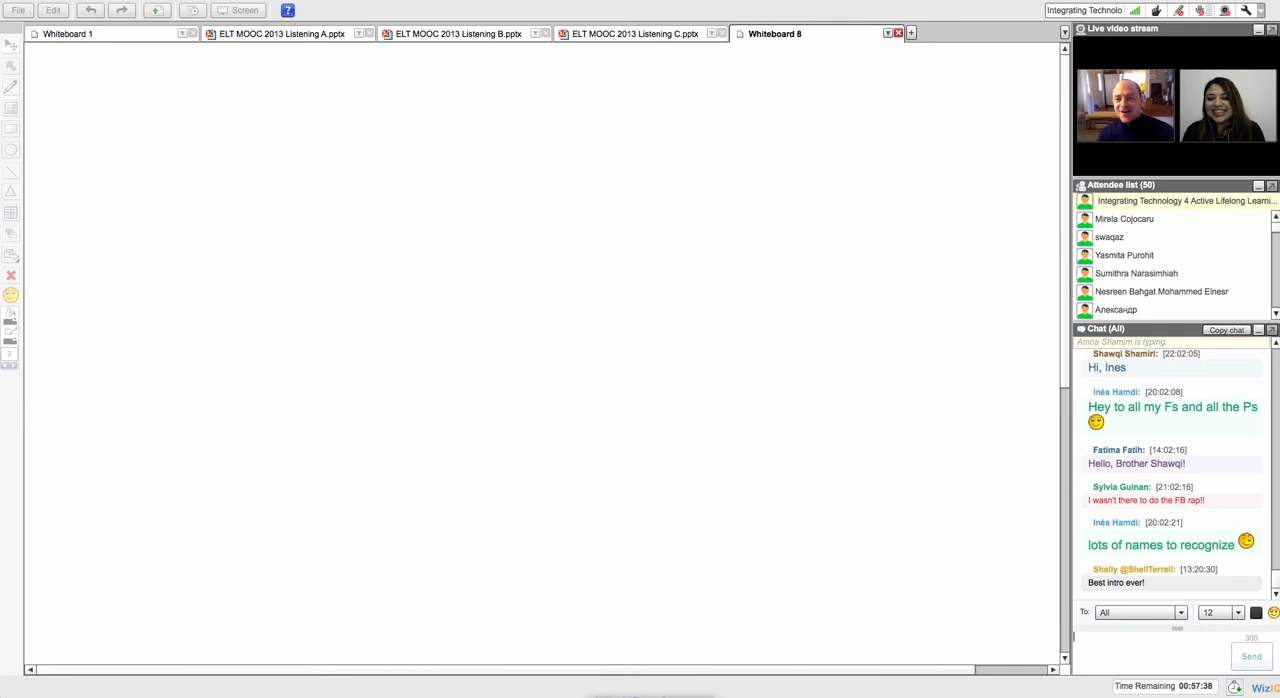 File Edit Screen ? Integrating Technolo
Whiteboard 1 ELT MOOC 2013 Listening A.pptx ELT MOOC 2013 Listening B.pptx ELT MOOC 2013 Listening C.pptx Whiteboard 8 +
2
Live video stream
Attendee list (50)
Integrating Technology 4 Active Lifelong Learni...
Mirela Cojocaru
swaqaz
Yasmita Purohit
Sumithra Narasimhiah
Nesreen Bahgat Mohammed Elnesr
Александр
Chat (All) Copy chat
Amna Shamim is typing.
Shawqi Shamiri: [22:02:05]
Hi, Ines
Inés Hamdi: [20:02:08]
Hey to all my Fs and all the Ps
Fatima Fatih: [14:02:16]
Hello, Brother Shawqi!
Sylvia Guinan: [21:02:16]
I wasn't there to do the FB rap!!
Inés Hamdi: [20:02:21]
lots of names to recognize
Shelly @ShellTerrell: [13:20:30]
Best intro ever!
To: All 12
300
Send
Time Remaining 00:57:38 WizIQ